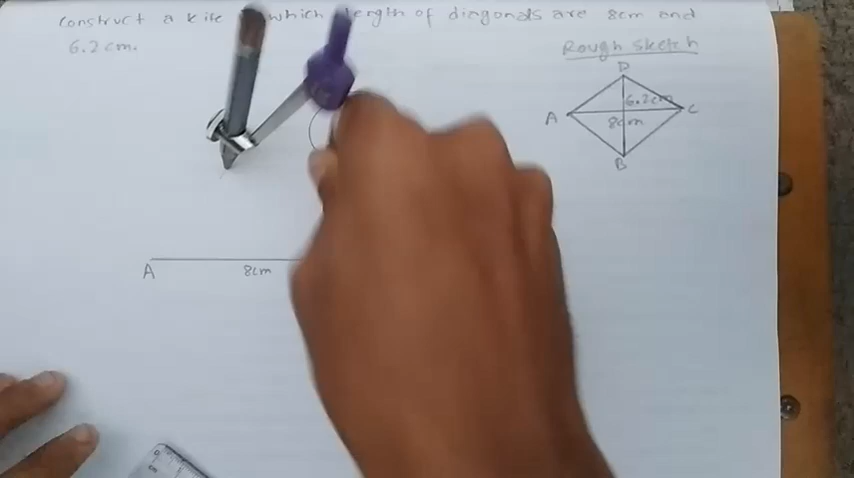 construct a kite which length of diagonals are 8cm and
6.2cm.
Rough sketch
D
6.2cm
A
C
8cm
B
A
8cm